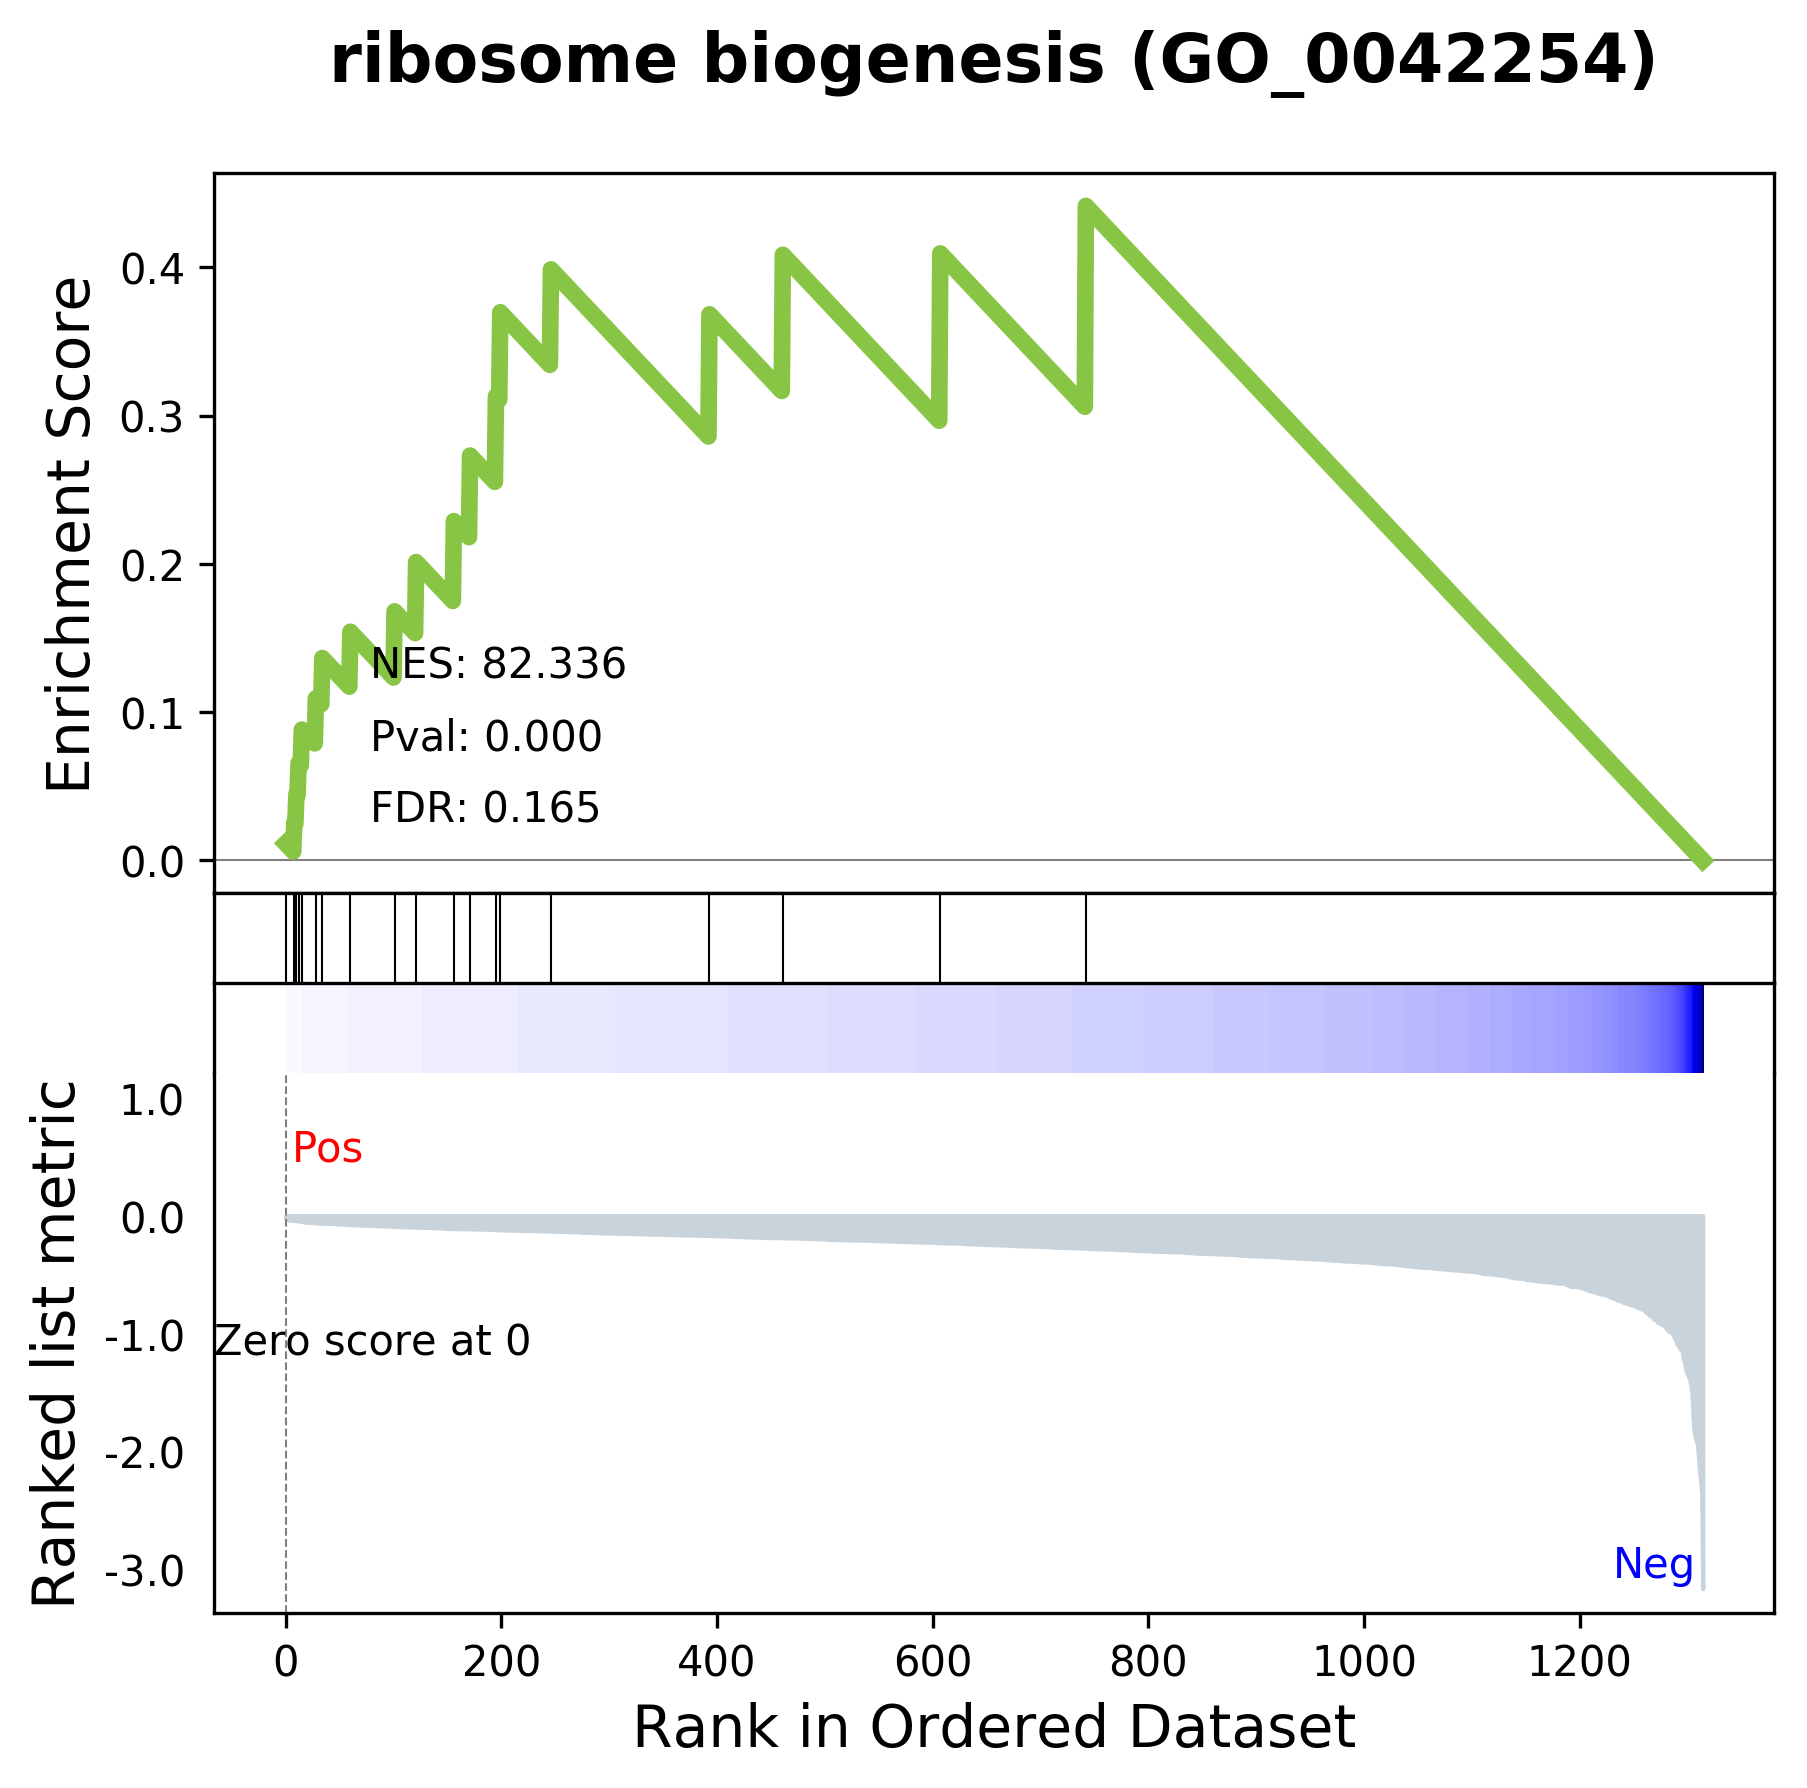 ribosome biogenesis (GO_0042254)
Enrichment Score
0.4
0.3
0.2
0.1
0.0
NES: 82.336
Pval: 0.000
FDR: 0.165
Ranked list metric
1.0
0.0
-1.0
-2.0
-3.0
Pos
Zero score at 0
Neg
0 200 400 600 800 1000 1200
Rank in Ordered Dataset